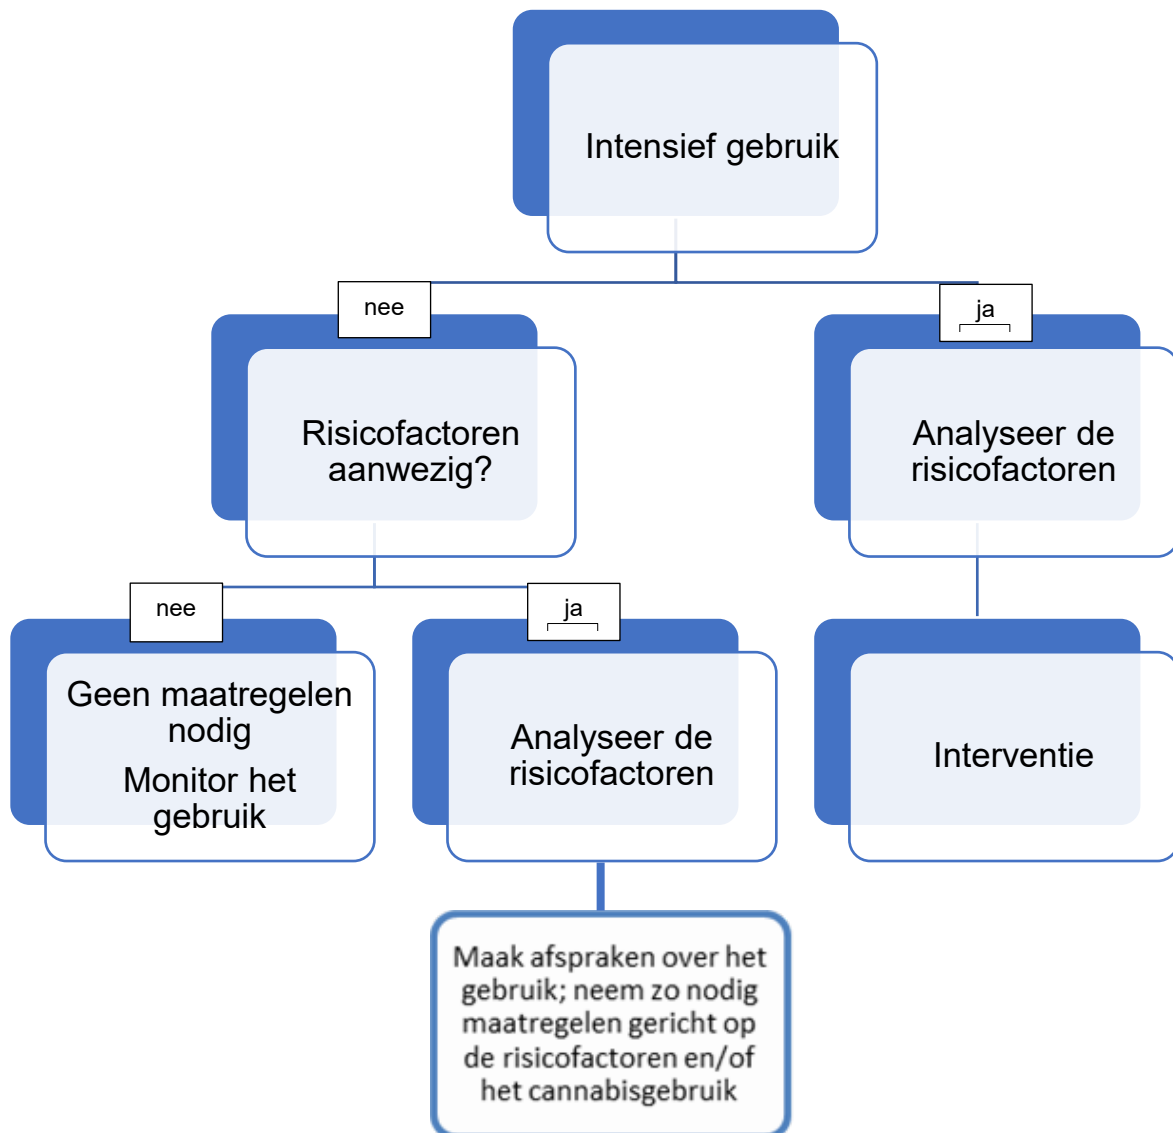 Intensief gebruik
nee
ja
Risicofactoren
aanwezig?
Analyseer de
risicofactoren
nee
ja
Geen maatregelen
nodig
Monitor het
gebruik
Analyseer de
risicofactoren
Interventie
Maak afspraken over het
gebruik; neem zo nodig
maatregelen gericht op
de risicofactoren en/of
het cannabisgebruik